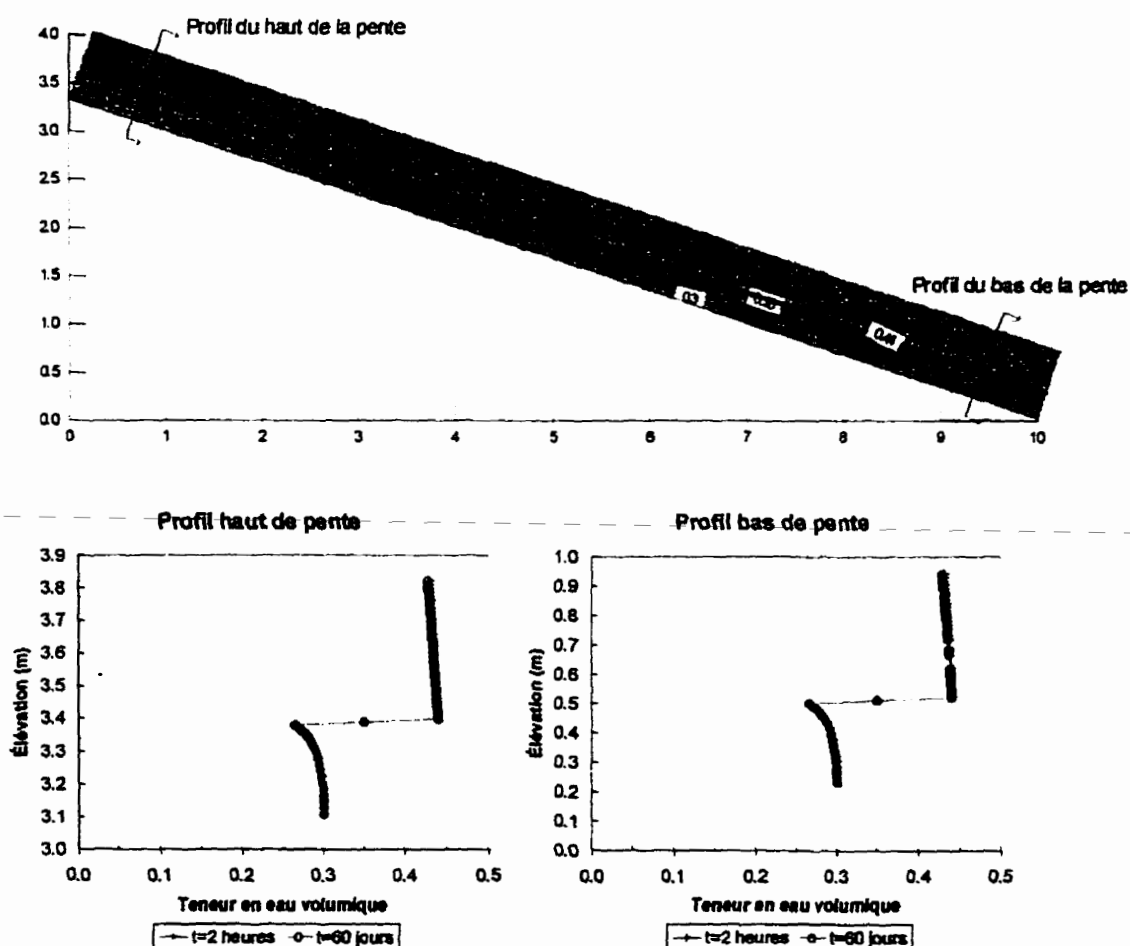 Profil du haut de la pente
4.0
3.5
3.0
2.5
2.0
1.5
1.0
0.5
0.0
0 1 2 3 4 5 6 7 8 9 10
Profil du bas de la pente
0.3
Profil haut de pente
Élévation (m)
3.9
3.8
3.7
3.6
3.5
3.4
3.3
3.2
3.1
3.0
0.0 0.1 0.2 0.3 0.4 0.5
Teneur en eau volumique
t=2 heures t=60 jours
Profil bas de pente
Élévation (m)
1.0
0.9
0.8
0.7
0.6
0.5
0.4
0.3
0.2
0.1
0.0
0.0 0.1 0.2 0.3 0.4 0.5
Teneur en eau volumique
t=2 heures t=60 jours